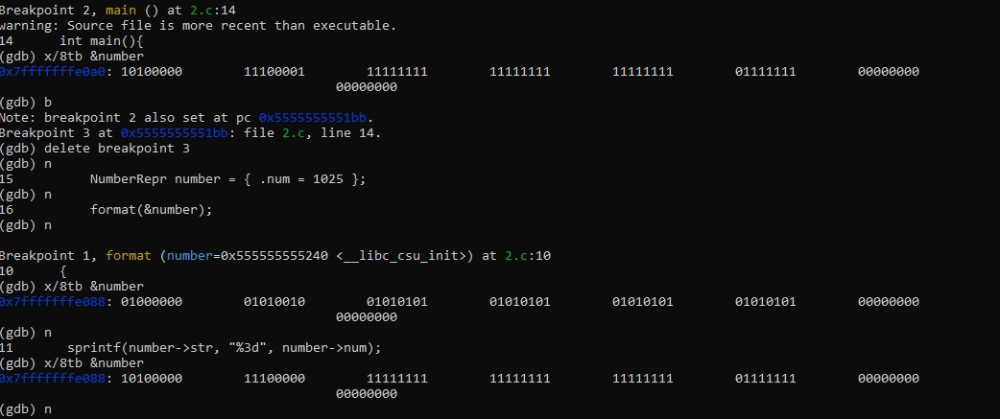 Breakpoint 2, main () at 2.c:14
warning: Source file is more recent than executable.
14 int main(){
(gdb) x/8tb &number
0x7fffffffe0a0: 10100000 11100001 11111111 11111111 11111111 01111111 00000000
00000000
(gdb) b
Note: breakpoint 2 also set at pc 0x5555555551bb.
Breakpoint 3 at 0x5555555551bb: file 2.c, line 14.
(gdb) delete breakpoint 3
(gdb) n
15 NumberRepr number = { .num = 1025 };
(gdb) n
16 format(&number);
(gdb) n
Breakpoint 1, format (number=0x555555555240 <__libc_csu_init>) at 2.c:10
10 {
(gdb) x/8tb &number
0x7fffffffe088: 01000000 01010010 01010101 01010101 01010101 01010101 00000000
00000000
(gdb) n
11 sprintf(number->str, "%3d", number->num);
(gdb) x/8tb &number
0x7fffffffe088: 10100000 11100000 11111111 11111111 11111111 01111111 00000000
00000000
(gdb) n